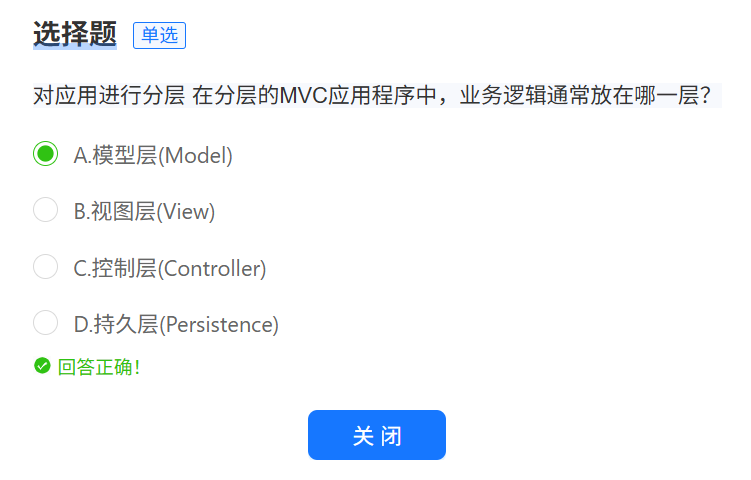 选择题 单选
对应用进行分层 在分层的MVC应用程序中，业务逻辑通常放在哪一层？
A.模型层(Model)
B.视图层(View)
C.控制层(Controller)
D.持久层(Persistence)
回答正确！
关 闭